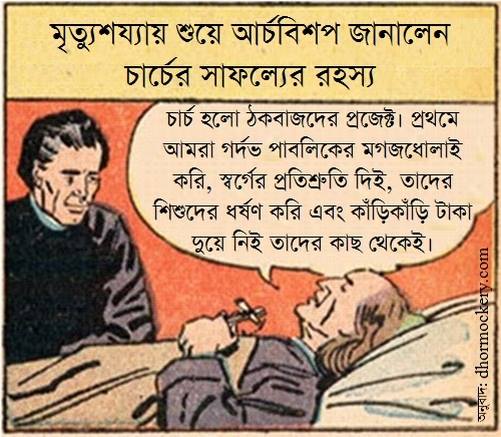 মৃত্যুশয্যায় শুয়ে আর্চবিশপ জানালেন
চার্চের সাফল্যের রহস্য
চার্চ হলো ঠকবাজদের প্রজেক্ট। প্রথমে
আমরা গর্দভ পাবলিকের মগজধোলাই
করি, স্বর্গের প্রতিশ্রুতি দিই, তাদের
শিশুদের ধর্ষণ করি এবং কাঁড়িকাঁড়ি টাকা
দুয়ে নিই তাদের কাছ থেকেই।
অনুবাদ: dhormockery.com